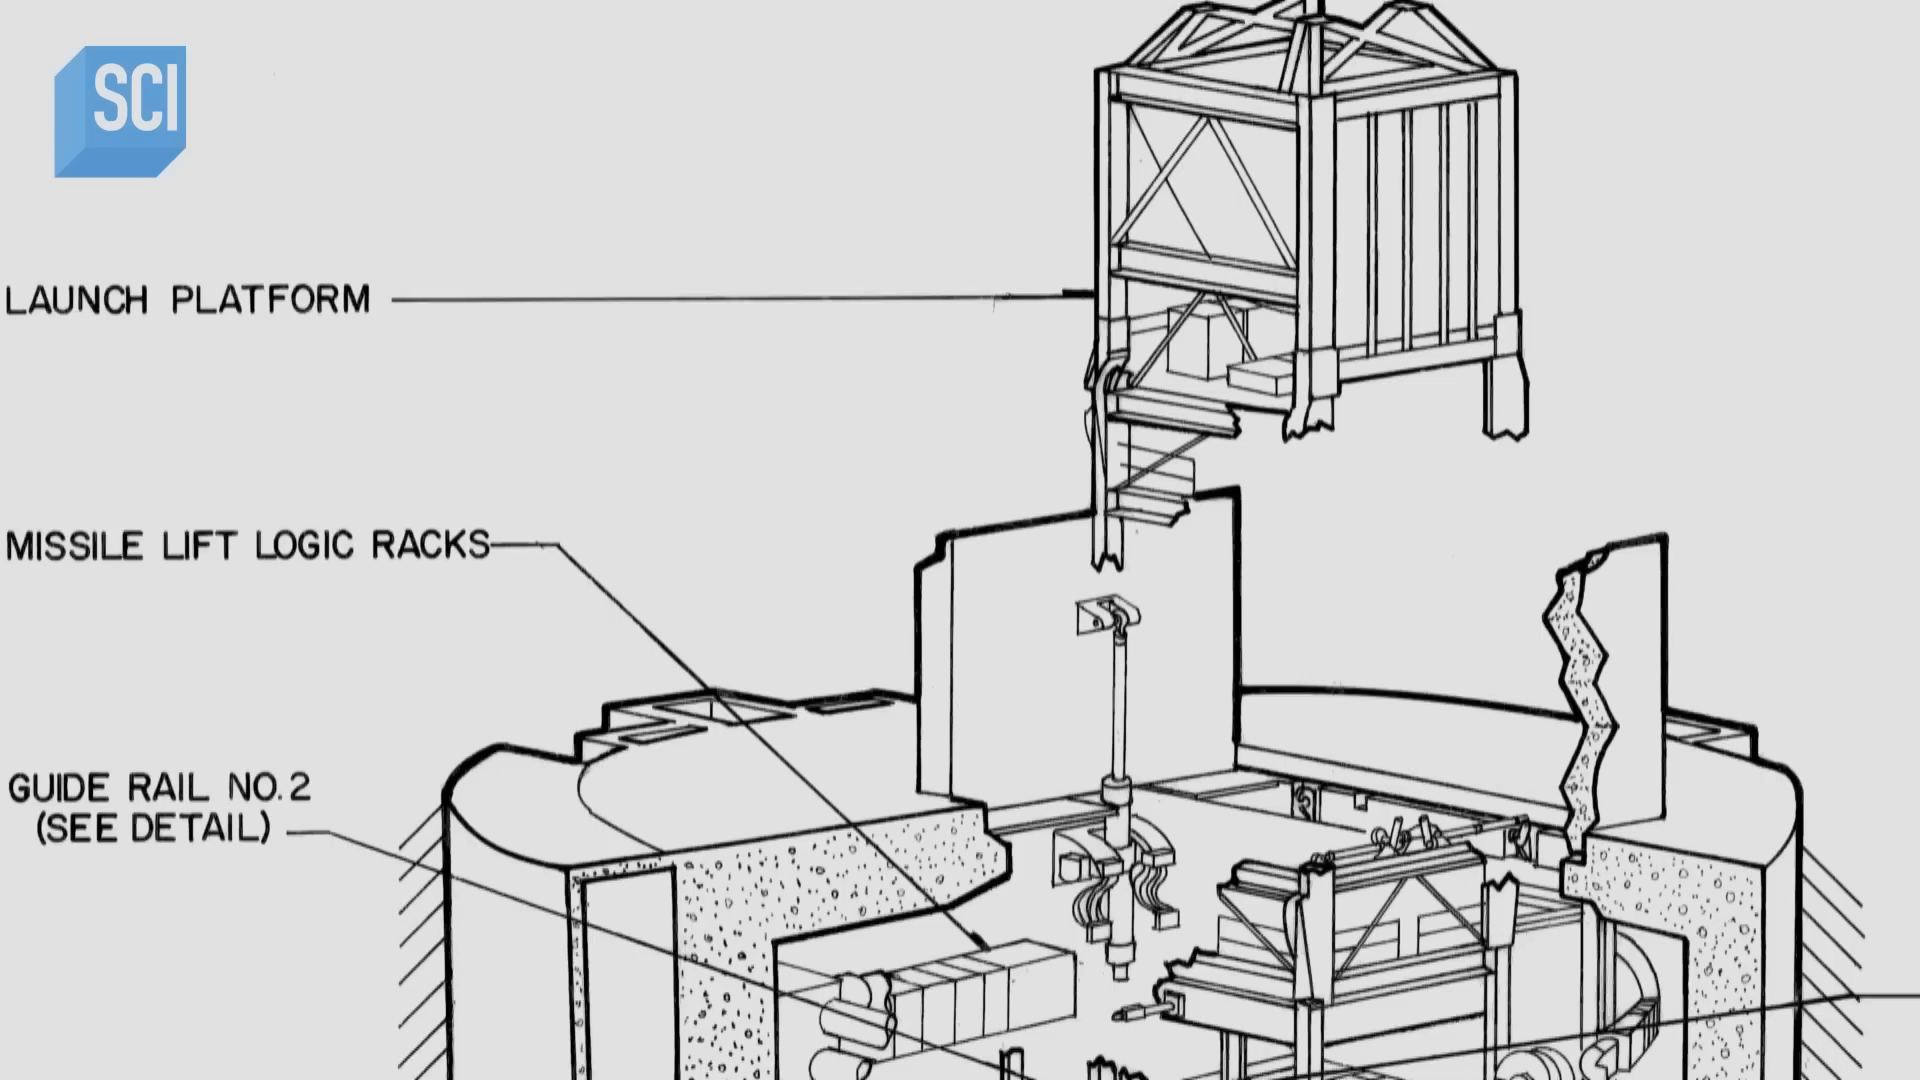 SCI
LAUNCH PLATFORM
MISSILE LIFT LOGIC RACKS
GUIDE RAIL NO. 2
(SEE DETAIL)